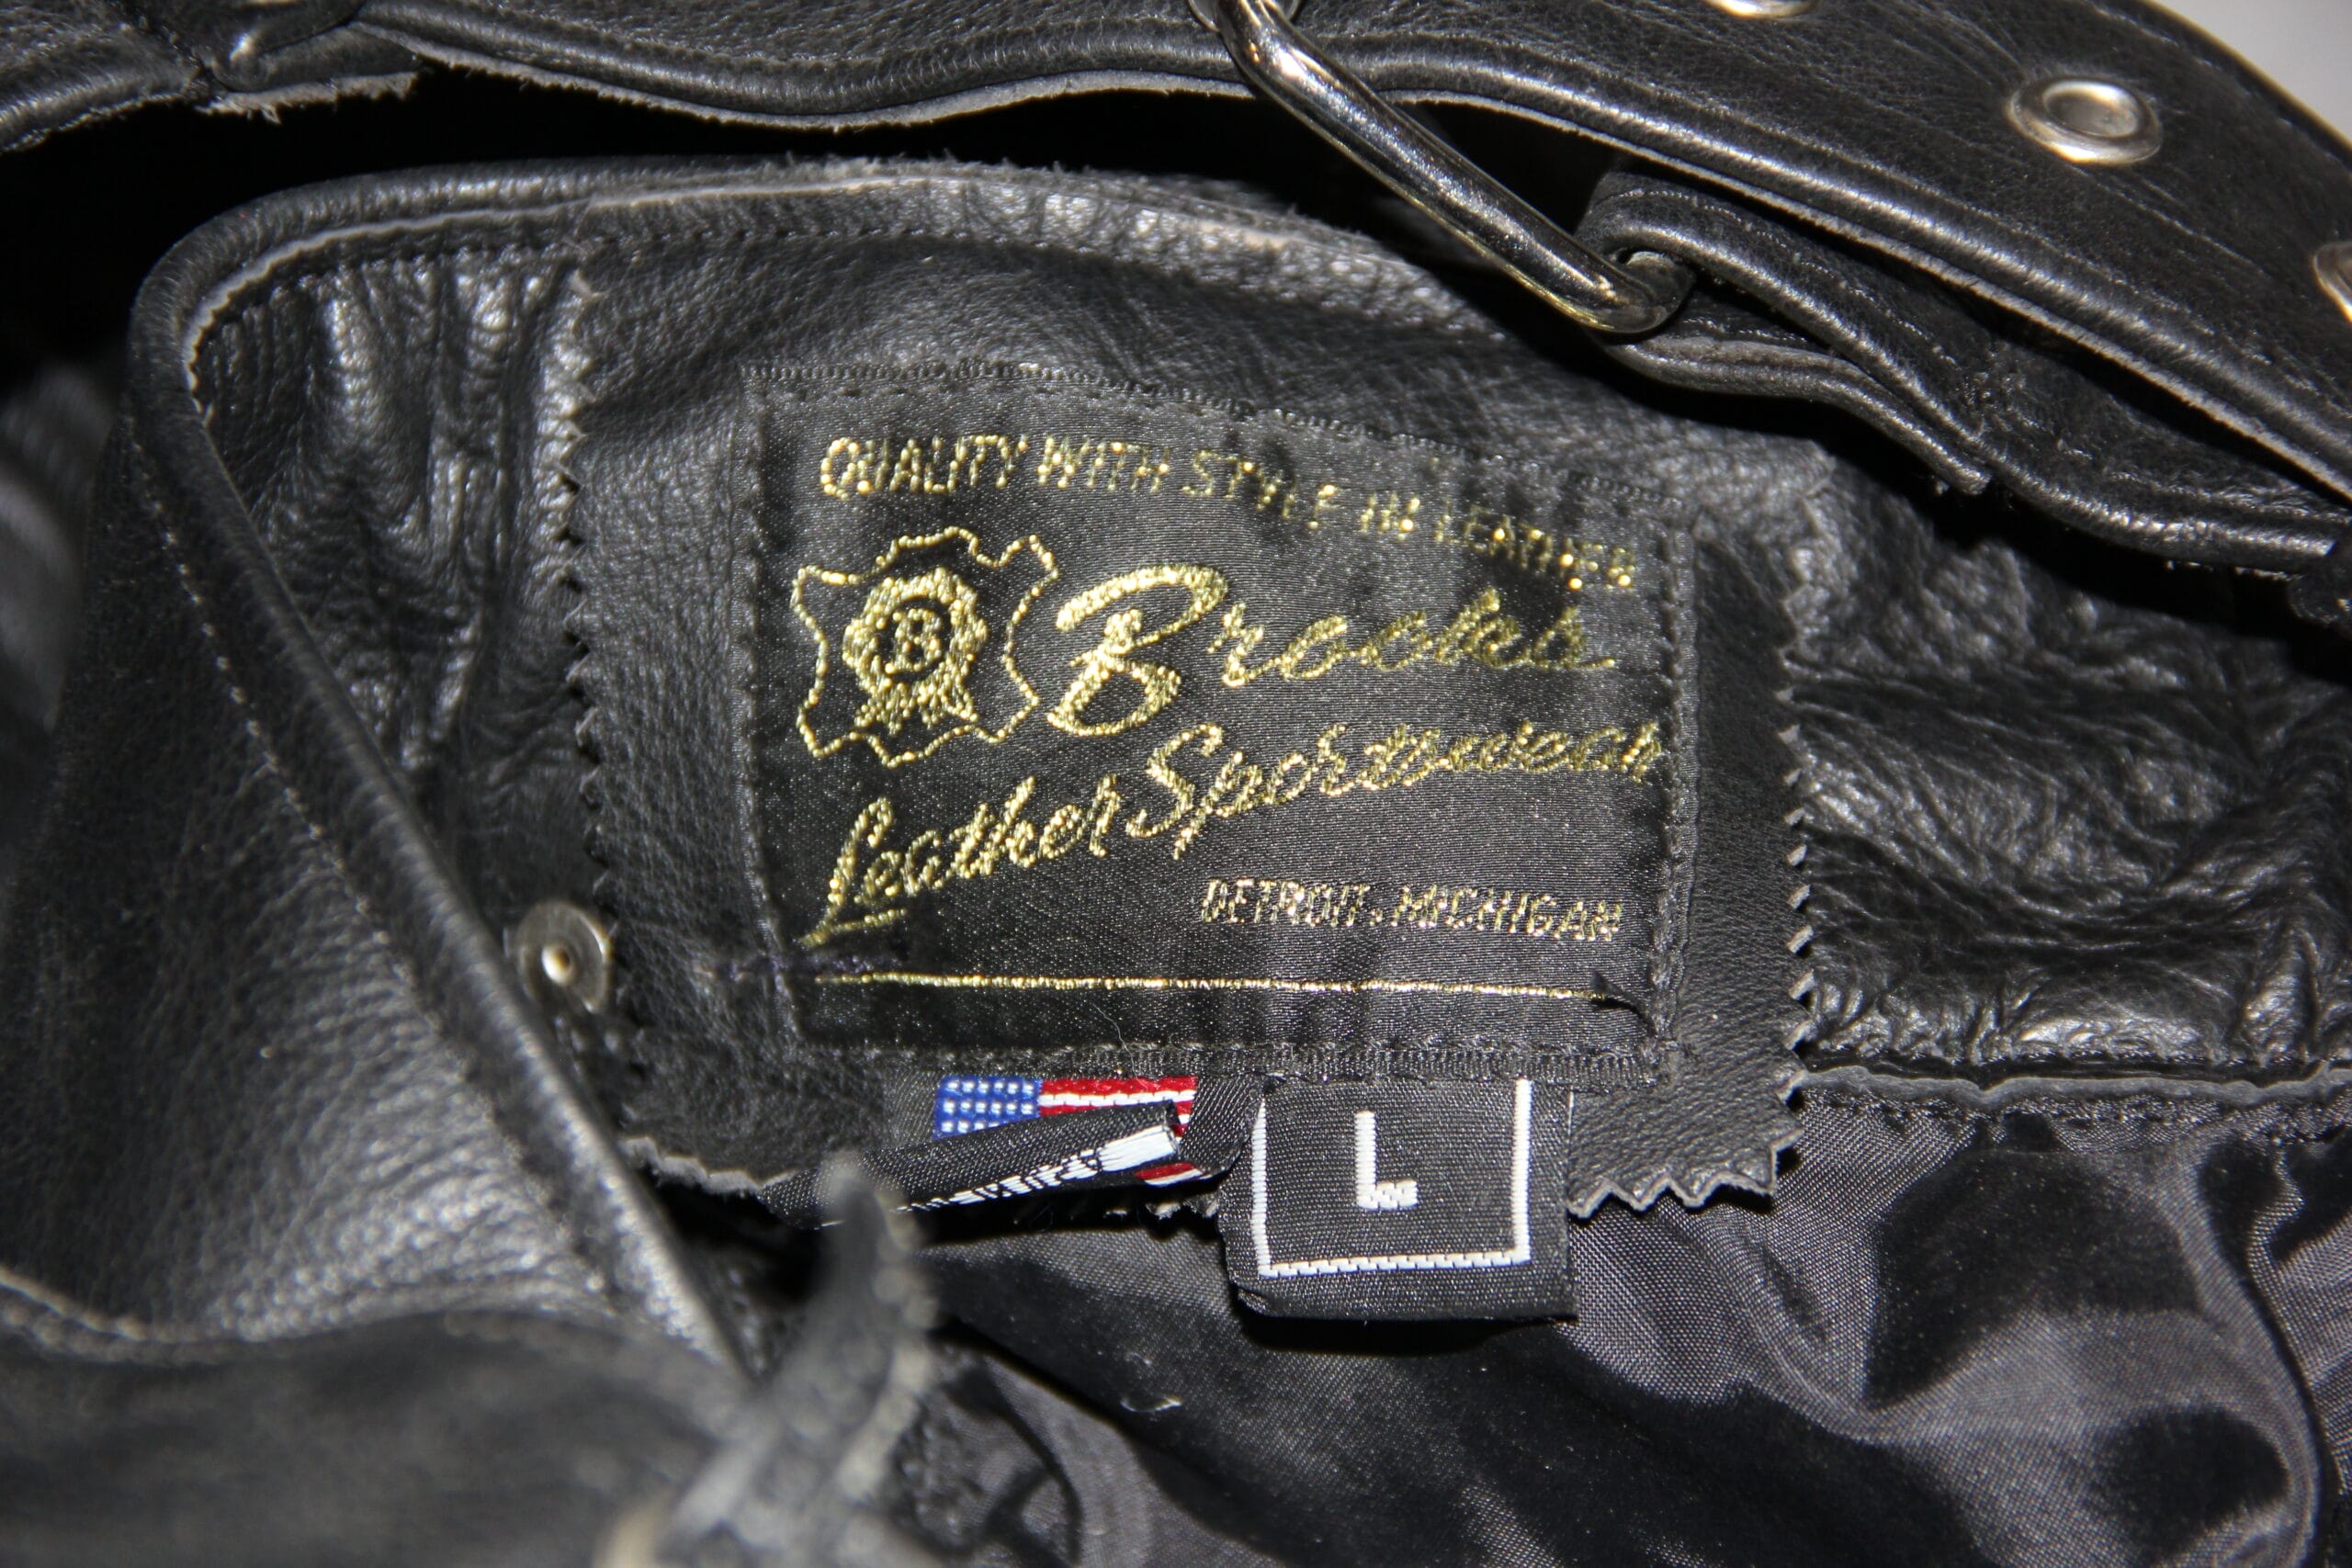 QUALITY WITH STYLE IN LEATHER
B
Brooks
Leather Sportswear
DETROIT, MICHIGAN
L